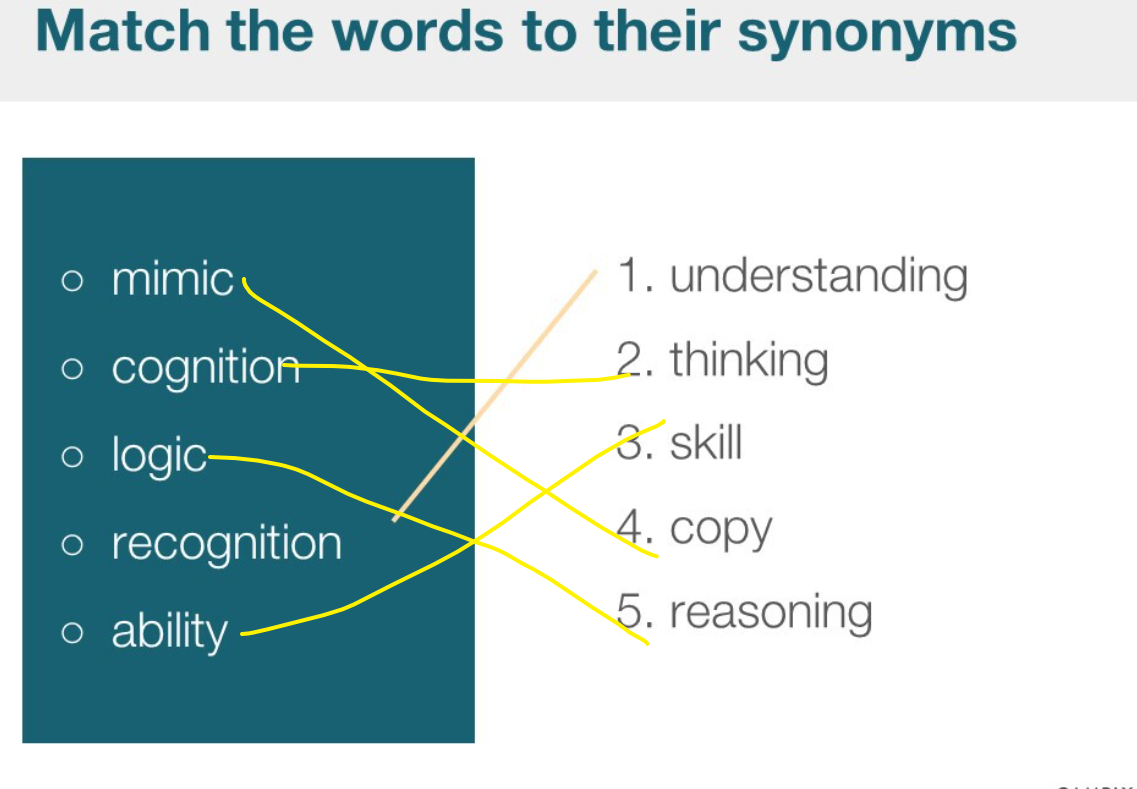 Match the words to their synonyms
mimic
cognition
logic
recognition
ability
1. understanding
2. thinking
3. skill
4. copy
5. reasoning